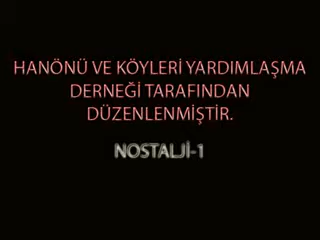 HANÖNÜ VE KÖYLERİ YARDIMLAŞMA
DERNEĞİ TARAFINDAN
DÜZENLENMİŞTİR.
NOSTALJİ-1